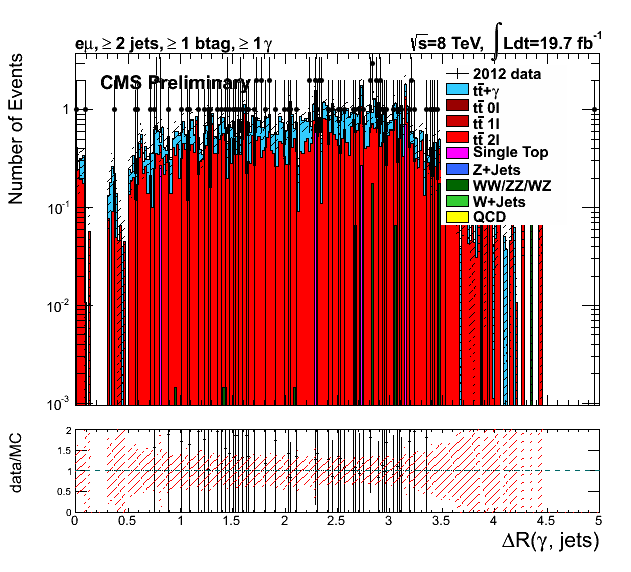 eμ, ≥ 2 jets, ≥ 1 btag, ≥ 1 γ
√s=8 TeV, ∫ Ldt=19.7 fb⁻¹
CMS Preliminary
2012 data
tt̄+γ
tt̄ 0l
tt̄ 1l
tt̄ 2l
Single Top
Z+Jets
WW/ZZ/WZ
W+Jets
QCD
Number of Events
1
10⁻¹
10⁻²
10⁻³
data/MC
2
1.5
1
0.5
0
0 0.5 1 1.5 2 2.5 3 3.5 4 4.5 5
ΔR(γ, jets)